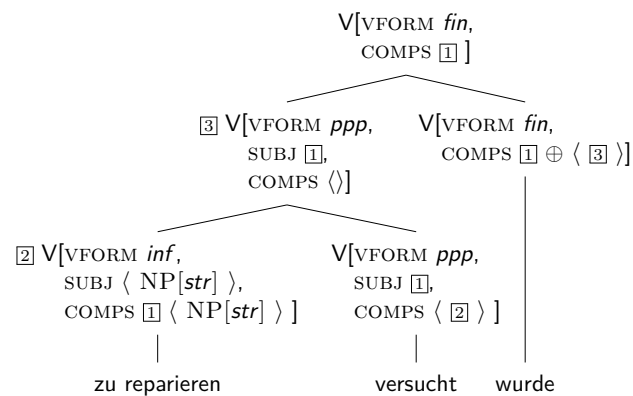 V[VFORM fin,
COMPS 1 ]
3 V[VFORM ppp,
SUBJ 1,
COMPS ⟨⟩]
V[VFORM fin,
COMPS 1 ⊕ ⟨ 3 ⟩]
2 V[VFORM inf,
SUBJ ⟨ NP[str] ⟩,
COMPS 1 ⟨ NP[str] ⟩ ]
V[VFORM ppp,
SUBJ 1,
COMPS ⟨ 2 ⟩ ]
zu reparieren versucht wurde